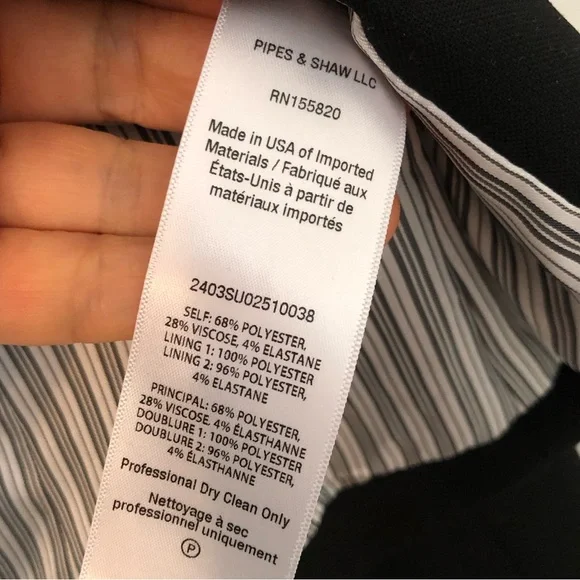 PIPES & SHAW LLC
RN155820
Made in USA of Imported
Materials / Fabriqué aux
États-Unis à partir de
matériaux importés
2403SU02510038
SELF: 68% POLYESTER,
28% VISCOSE, 4% ELASTANE
LINING 1: 100% POLYESTER
LINING 2: 96% POLYESTER,
4% ELASTANE
PRINCIPAL: 68% POLYESTER,
28% VISCOSE, 4% ÉLASTHANNE
DOUBLURE 1: 100% POLYESTER
DOUBLURE 2: 96% POLYESTER,
4% ÉLASTHANNE
Professional Dry Clean Only
Nettoyage à sec
professionnel uniquement
P